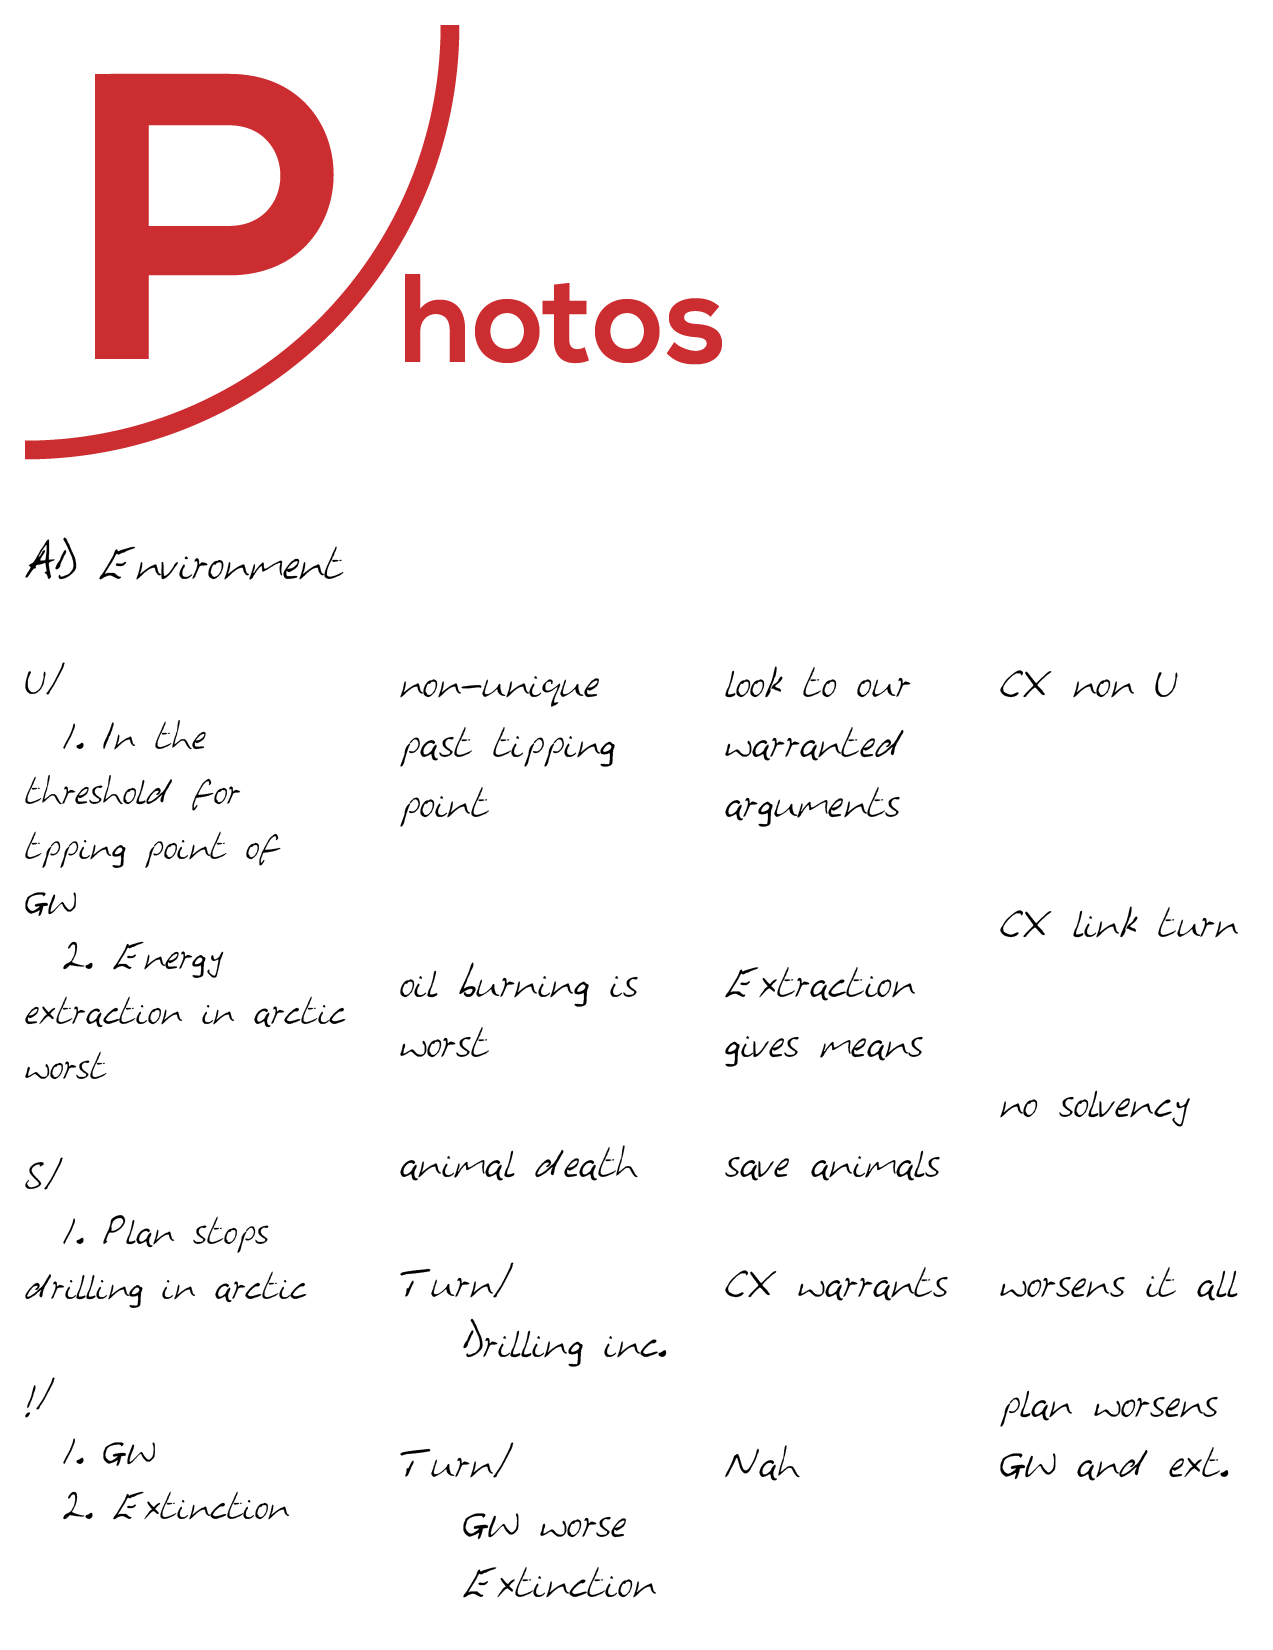 Photos
AD Environment
U/
1. In the
threshold for
tpping point of
GW
2. Energy
extraction in arctic
worst
S/
1. Plan stops
drilling in arctic
!/
1. GW
2. Extinction
non-unique
past tipping
point
oil burning is
worst
animal death
Turn/
Drilling inc.
Turn/
GW worse
Extinction
look to our
warranted
arguments
Extraction
gives means
save animals
CX warrants
Nah
CX non U
CX link turn
no solvency
worsens it all
plan worsens
GW and ext.